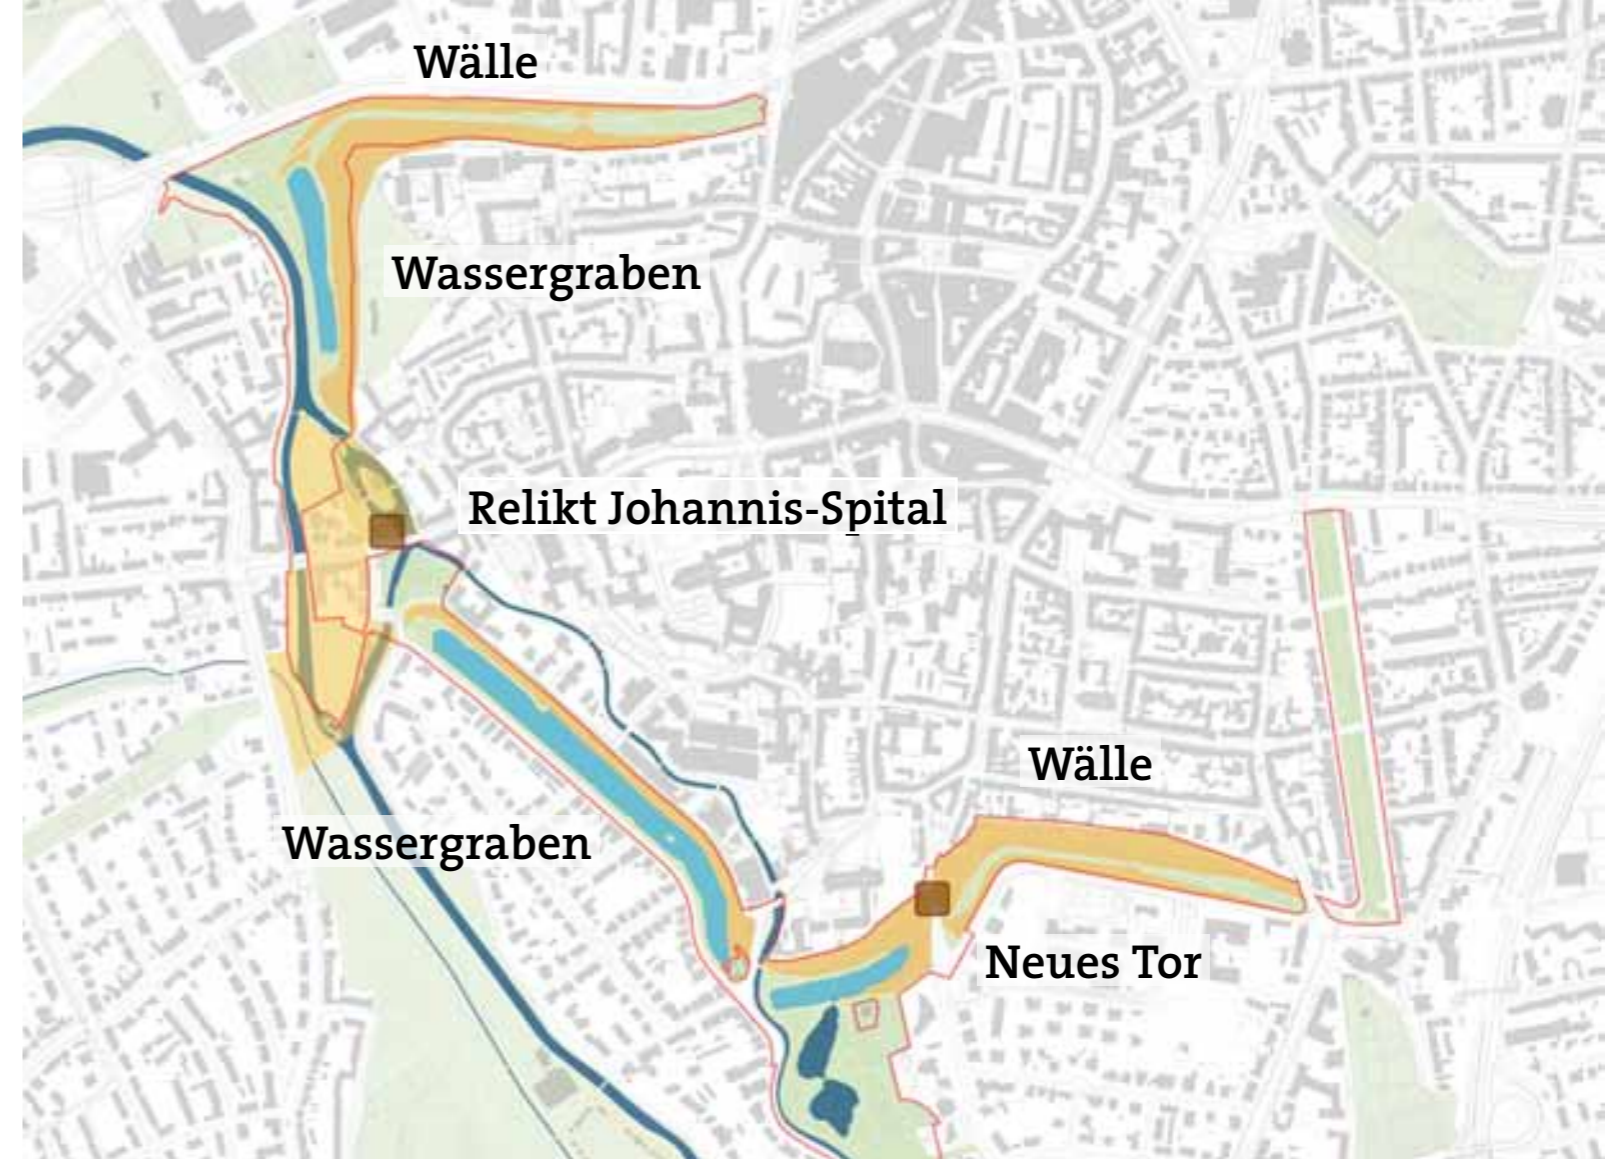 Wälle
Wassergraben
Relikt Johannis-Spital
Wälle
Wassergraben
Neues Tor